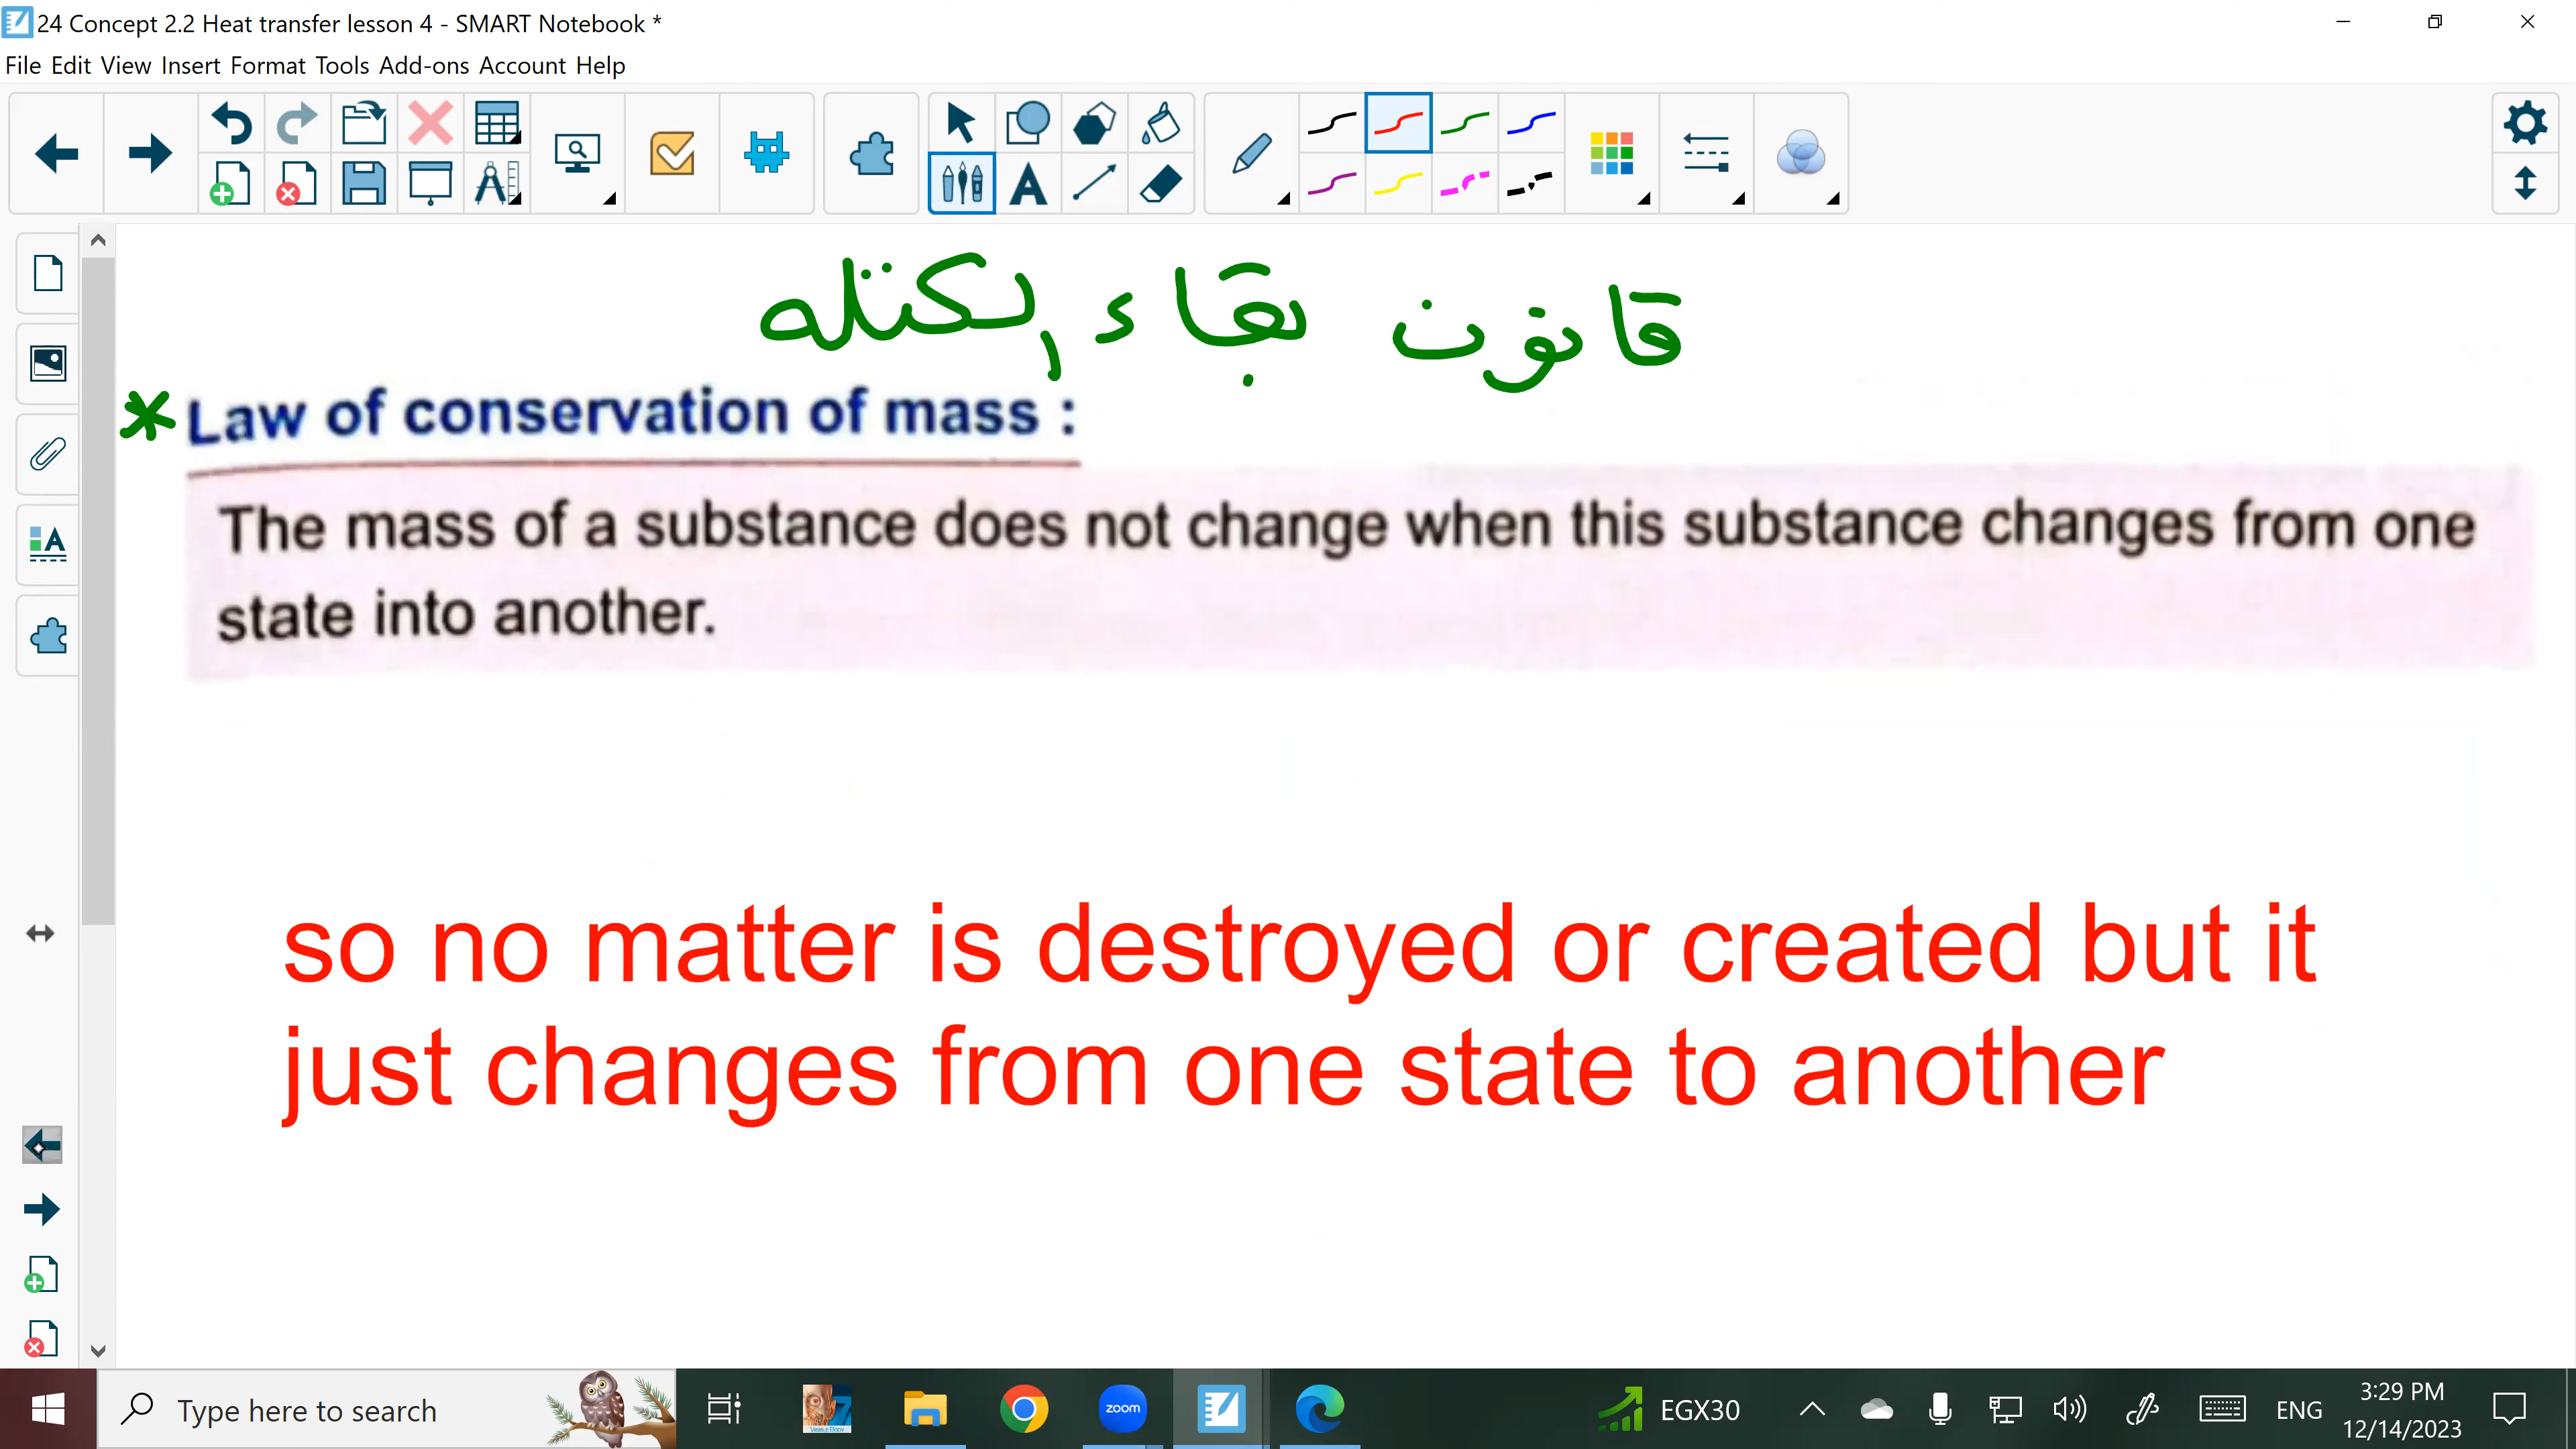 24 Concept 2.2 Heat transfer lesson 4 - SMART Notebook *
File Edit View Insert Format Tools Add-ons Account Help
قانون بقاء الكتله
* Law of conservation of mass :
The mass of a substance does not change when this substance changes from one
state into another.
so no matter is destroyed or created but it
just changes from one state to another
Type here to search
zoom
EGX30
ENG
3:29 PM
12/14/2023